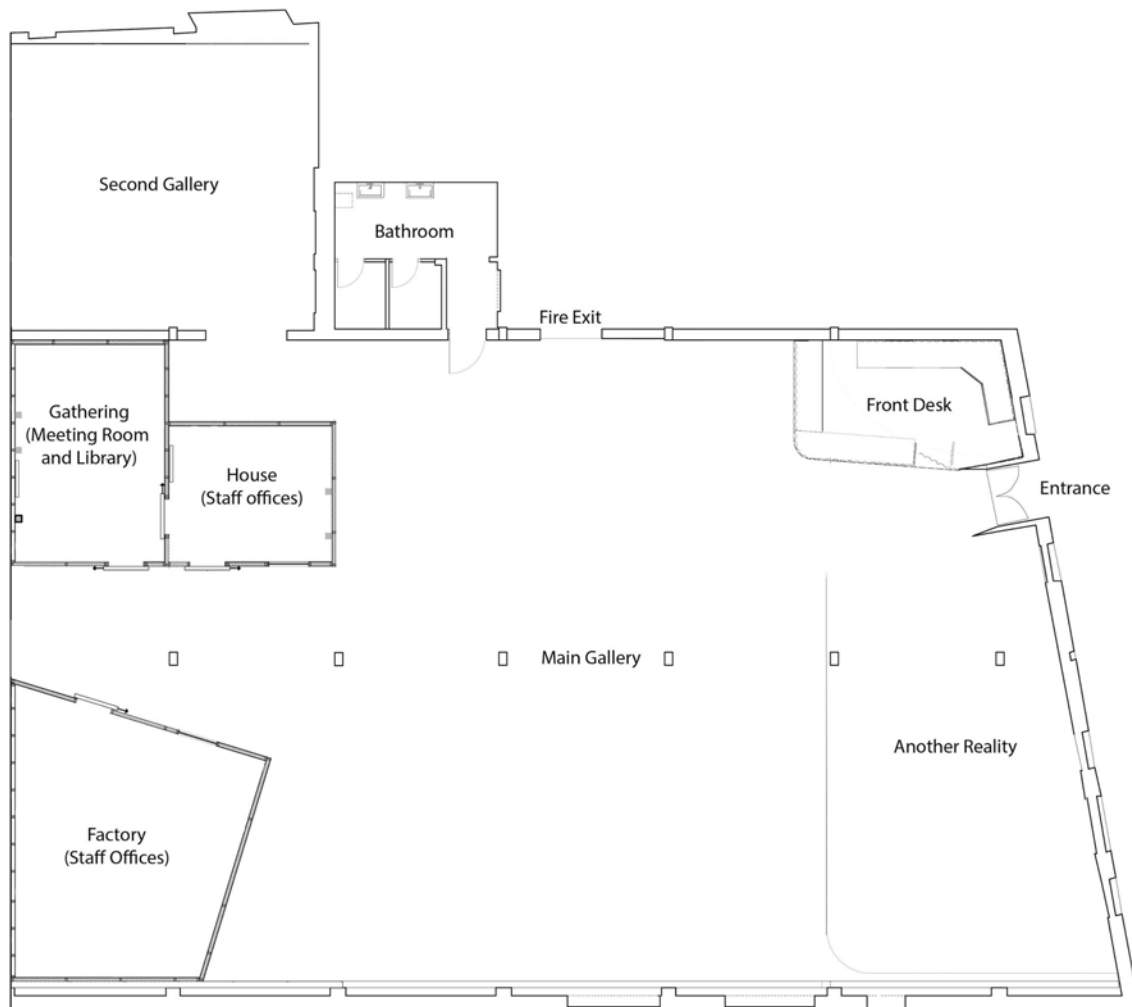 Second Gallery
Bathroom
Fire Exit
Gathering
(Meeting Room
and Library)
House
(Staff offices)
Front Desk
Entrance
Main Gallery
Another Reality
Factory
(Staff Offices)